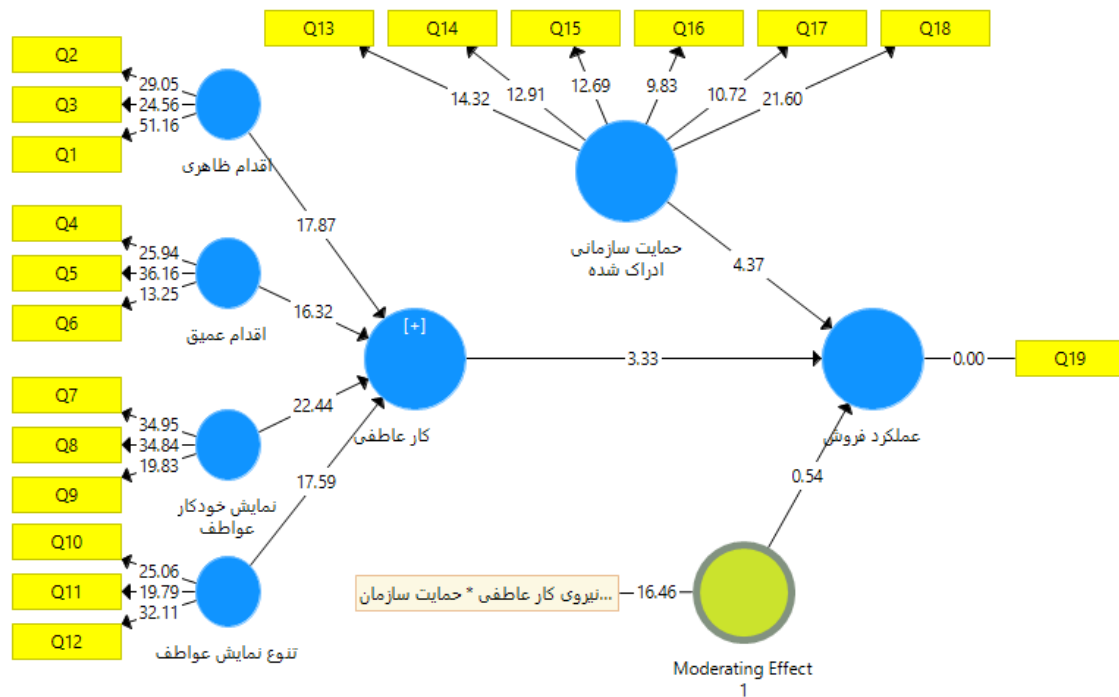 Q13
Q14
Q15
Q16
Q17
Q18
14.32
12.91
12.69
9.83
10.72
21.60
حمایت سازمانی
ادراک شده
4.37
Q2
Q3
Q1
29.05
24.56
51.16
اقدام ظاهری
17.87
Q4
Q5
Q6
25.94
36.16
13.25
اقدام عمیق
16.32
Q7
Q8
Q9
34.95
34.84
19.83
نمایش خودکار
عواطف
22.44
Q10
Q11
Q12
25.06
19.79
32.11
تنوع نمایش عواطف
17.59
[+]
کار عاطفی
3.33
عملکرد فروش
0.00
Q19
0.54
نیروی کار عاطفی * حمایت سازمان...
16.46
Moderating Effect
1